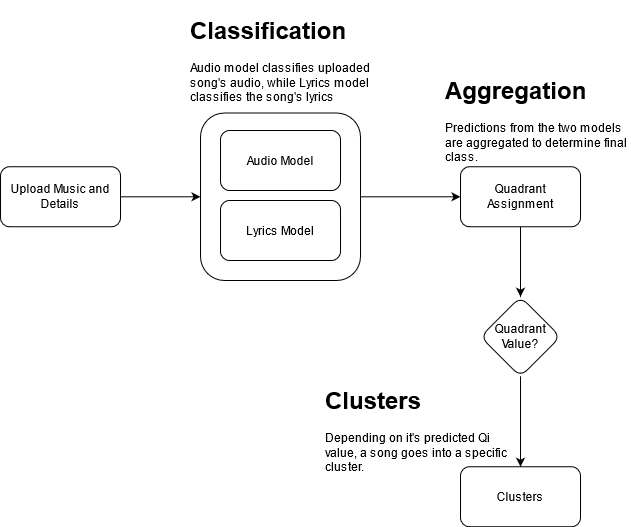 Classification
Audio model classifies uploaded
song's audio, while Lyrics model
classifies the song's lyrics
Aggregation
Predictions from the two models
are aggregated to determine final
class.
Upload Music and
Details
Audio Model
Lyrics Model
Quadrant
Assignment
Quadrant
Value?
Clusters
Depending on it's predicted Qi
value, a song goes into a specific
cluster.
Clusters